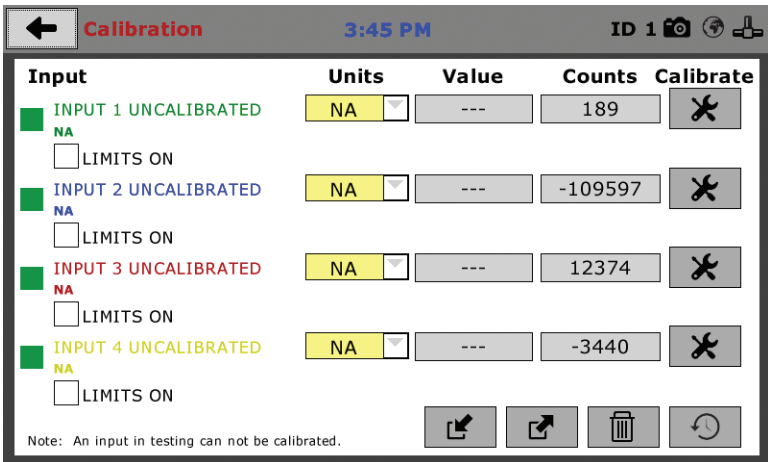 Calibration 3:45 PM ID 1
Input Units Value Counts Calibrate
INPUT 1 UNCALIBRATED NA --- 189
NA
LIMITS ON
INPUT 2 UNCALIBRATED NA --- -109597
NA
LIMITS ON
INPUT 3 UNCALIBRATED NA --- 12374
NA
LIMITS ON
INPUT 4 UNCALIBRATED NA --- -3440
NA
LIMITS ON
Note: An input in testing can not be calibrated.